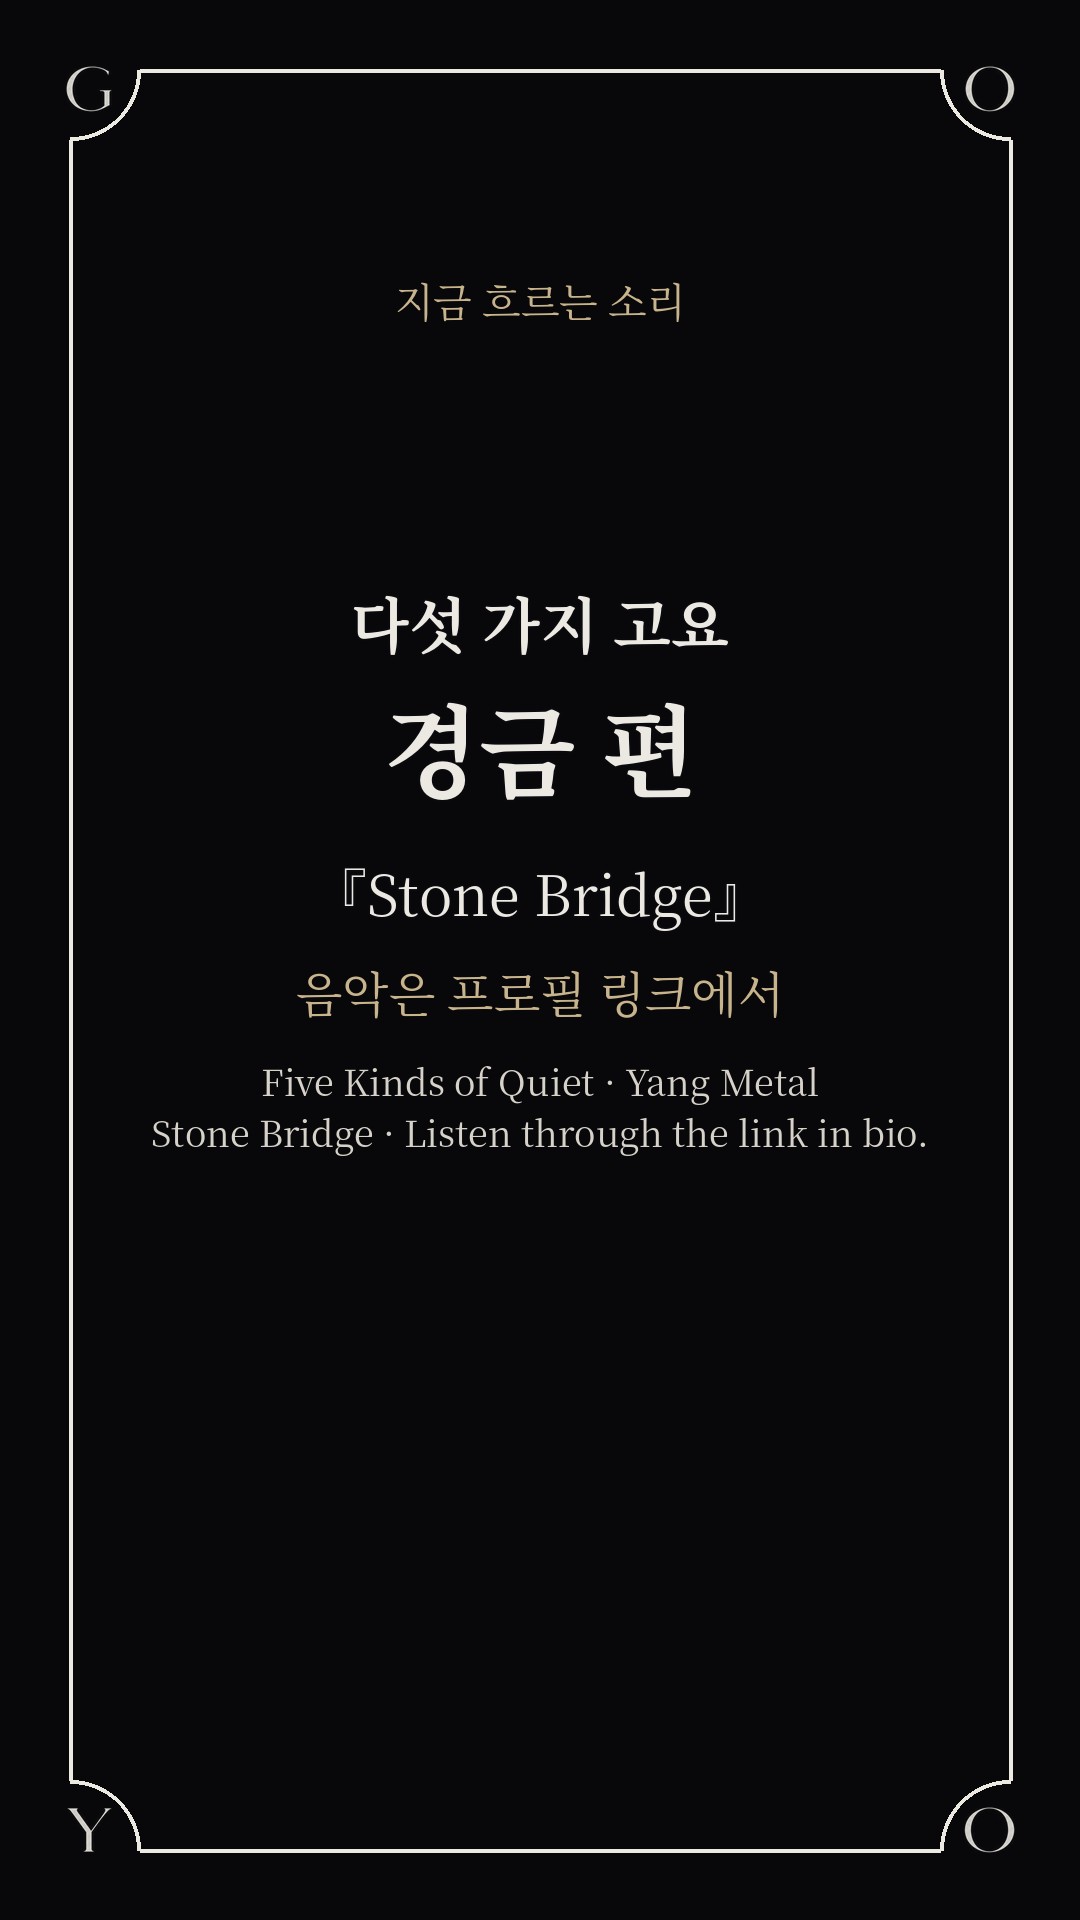 G O
지금 흐르는 소리
다섯 가지 고요
경금 편
『Stone Bridge』
음악은 프로필 링크에서
Five Kinds of Quiet · Yang Metal
Stone Bridge · Listen through the link in bio.
Y O